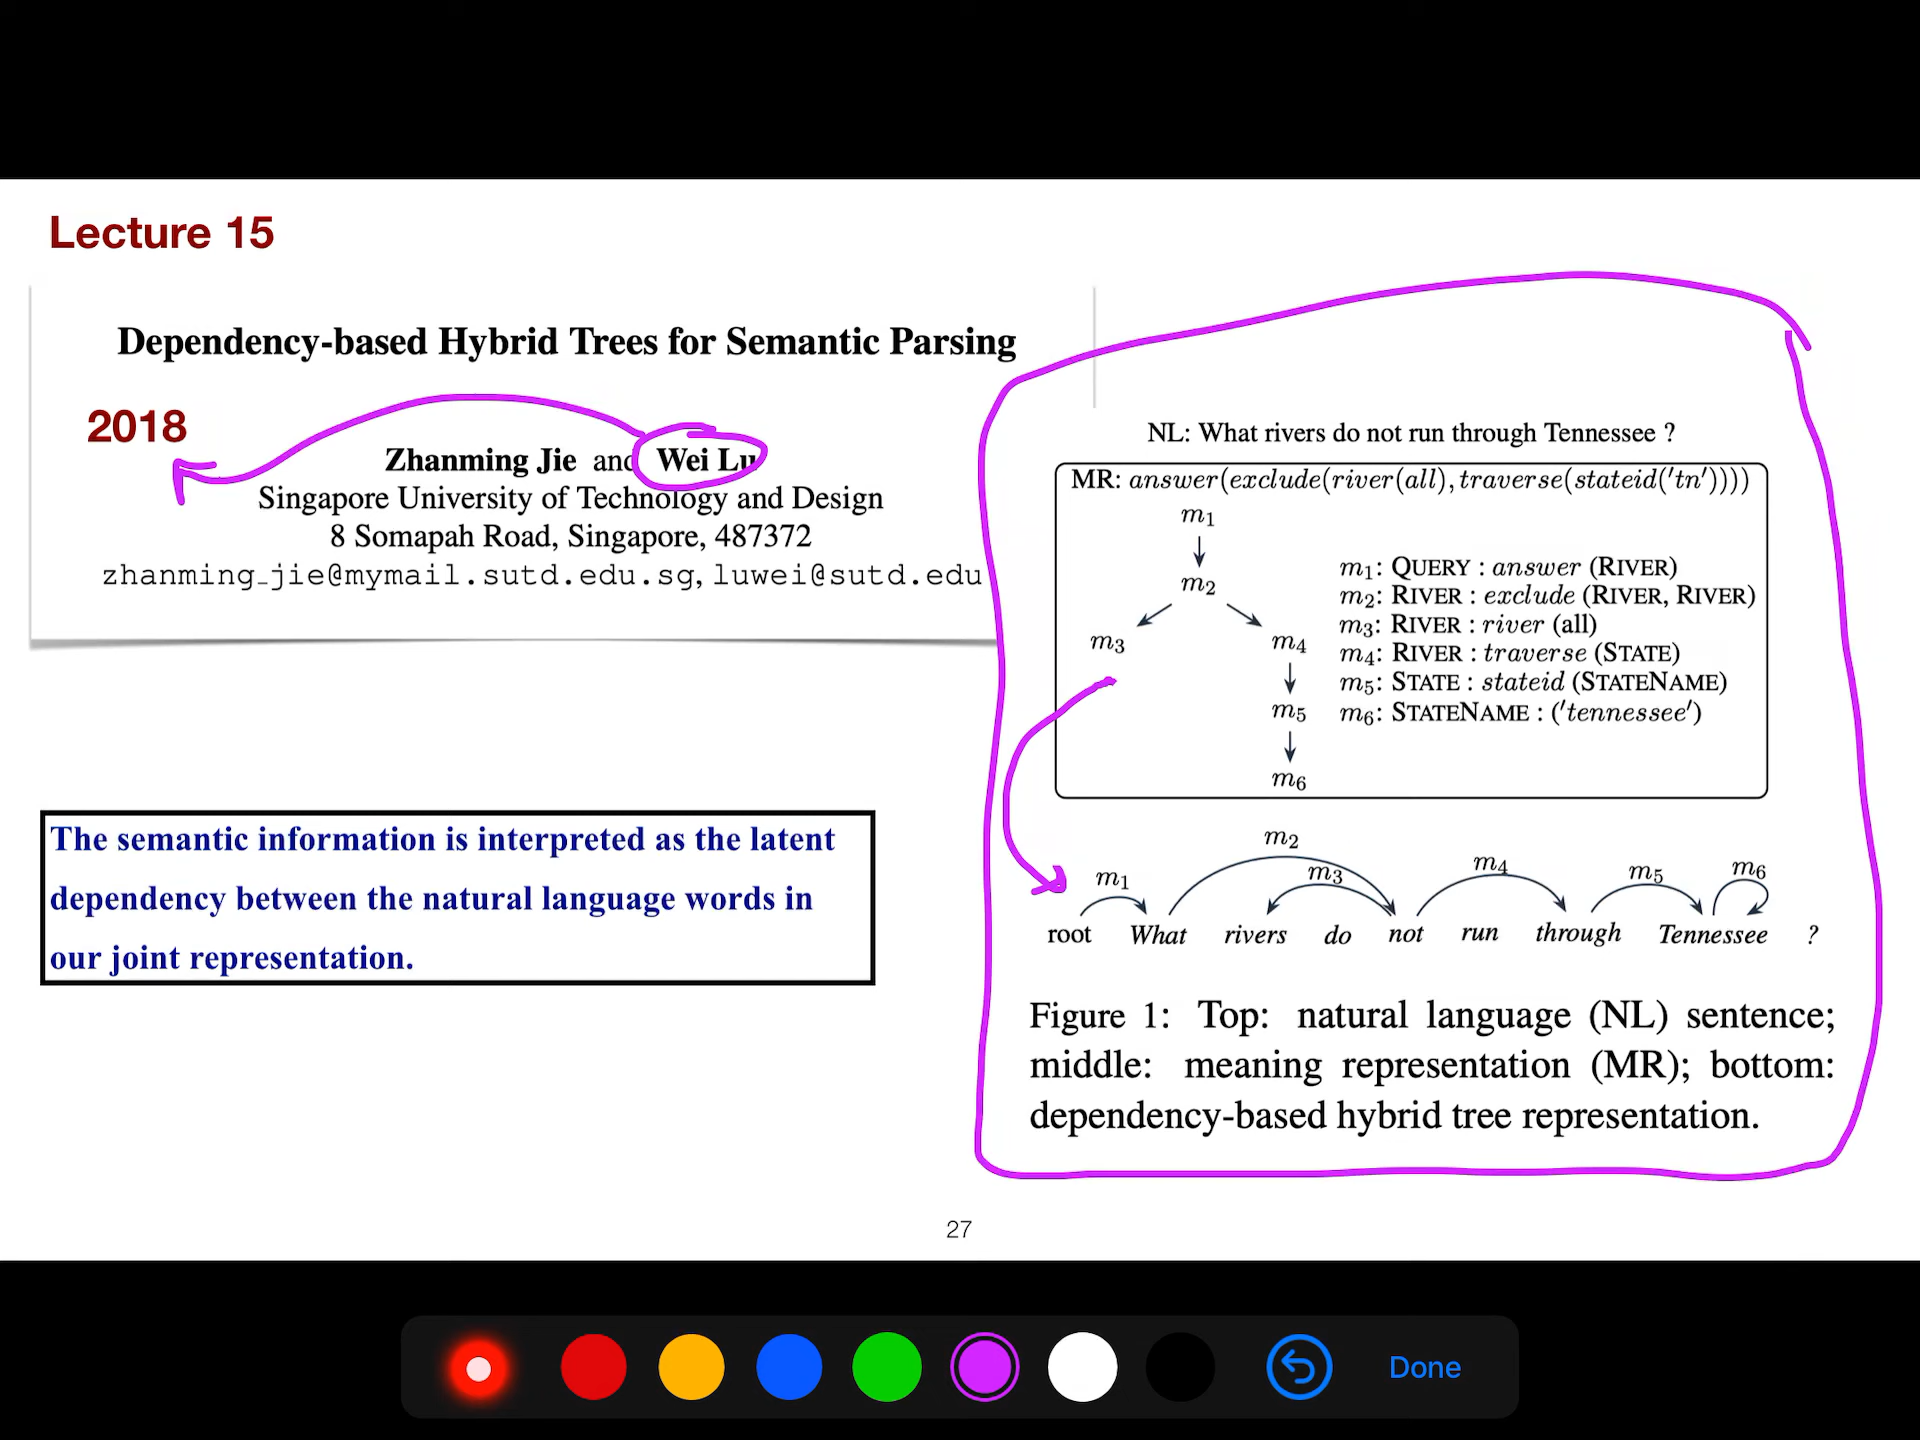 Lecture 15
Dependency-based Hybrid Trees for Semantic Parsing
2018
Zhanming Jie and Wei Lu
Singapore University of Technology and Design
8 Somapah Road, Singapore, 487372
zhanming_jie@mymail.sutd.edu.sg, luwei@sutd.edu
The semantic information is interpreted as the latent
dependency between the natural language words in
our joint representation.
NL: What rivers do not run through Tennessee ?
MR: answer(exclude(river(all), traverse(stateid('tn'))))
m1
m2
m3 m4
m5
m6
m1: QUERY : answer (RIVER)
m2: RIVER : exclude (RIVER, RIVER)
m3: RIVER : river (all)
m4: RIVER : traverse (STATE)
m5: STATE : stateid (STATENAME)
m6: STATENAME : ('tennessee')
m1 m2 m3 m4 m5 m6
root What rivers do not run through Tennessee ?
Figure 1: Top: natural language (NL) sentence;
middle: meaning representation (MR); bottom:
dependency-based hybrid tree representation.
27
Done